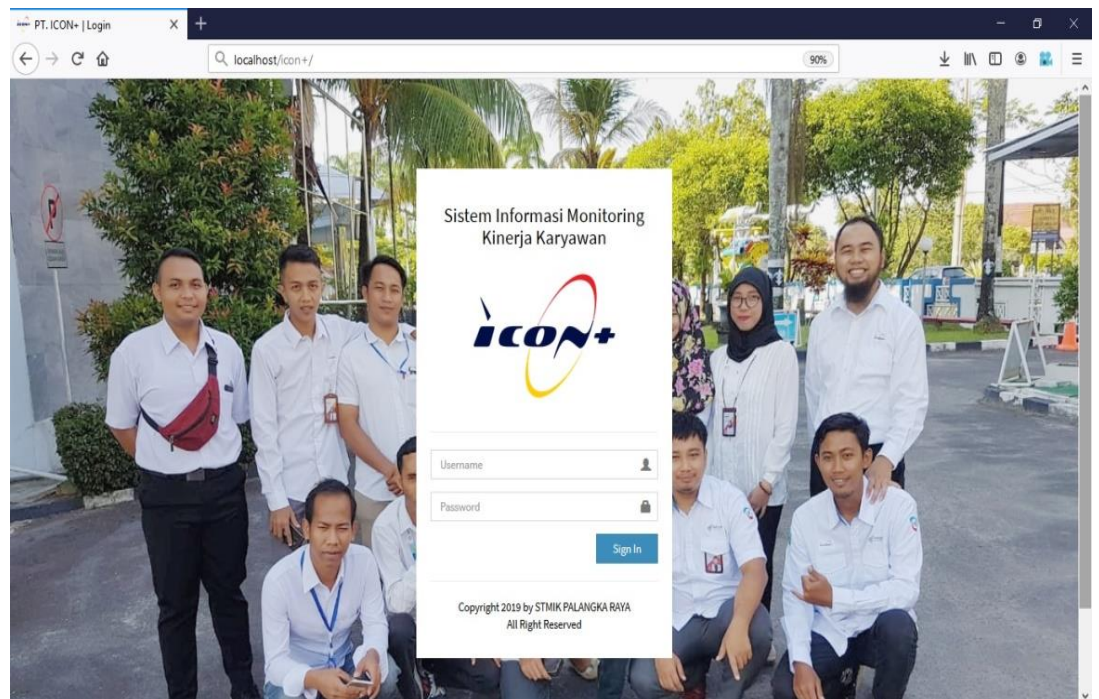 PT. ICON+ | Login
localhost/icon+/
90%
Sistem Informasi Monitoring
Kinerja Karyawan
icon+
Username
Password
Sign In
Copyright 2019 by STMIK PALANGKA RAYA
All Right Reserved